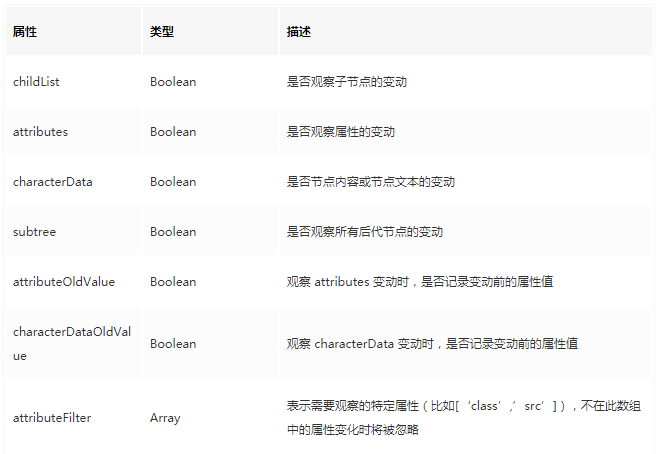 属性 类型 描述
childList Boolean 是否观察子节点的变动
attributes Boolean 是否观察属性的变动
characterData Boolean 是否节点内容或节点文本的变动
subtree Boolean 是否观察所有后代节点的变动
attributeOldValue Boolean 观察 attributes 变动时，是否记录变动前的属性值
characterDataOldVal
ue Boolean 观察 characterData 变动时，是否记录变动前的属性值
attributeFilter Array 表示需要观察的特定属性（比如[‘class’,’src’]），不在此数组
中的属性变化时将被忽略